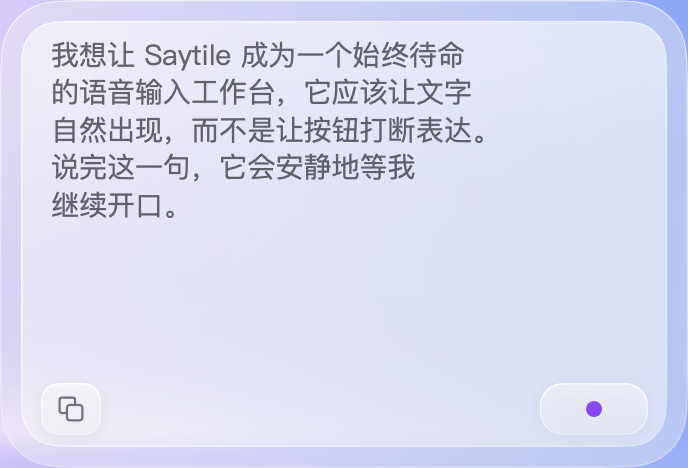 我想让 Saytile 成为一个始终待命
的语音输入工作台，它应该让文字
自然出现，而不是让按钮打断表达。
说完这一句，它会安静地等我
继续开口。